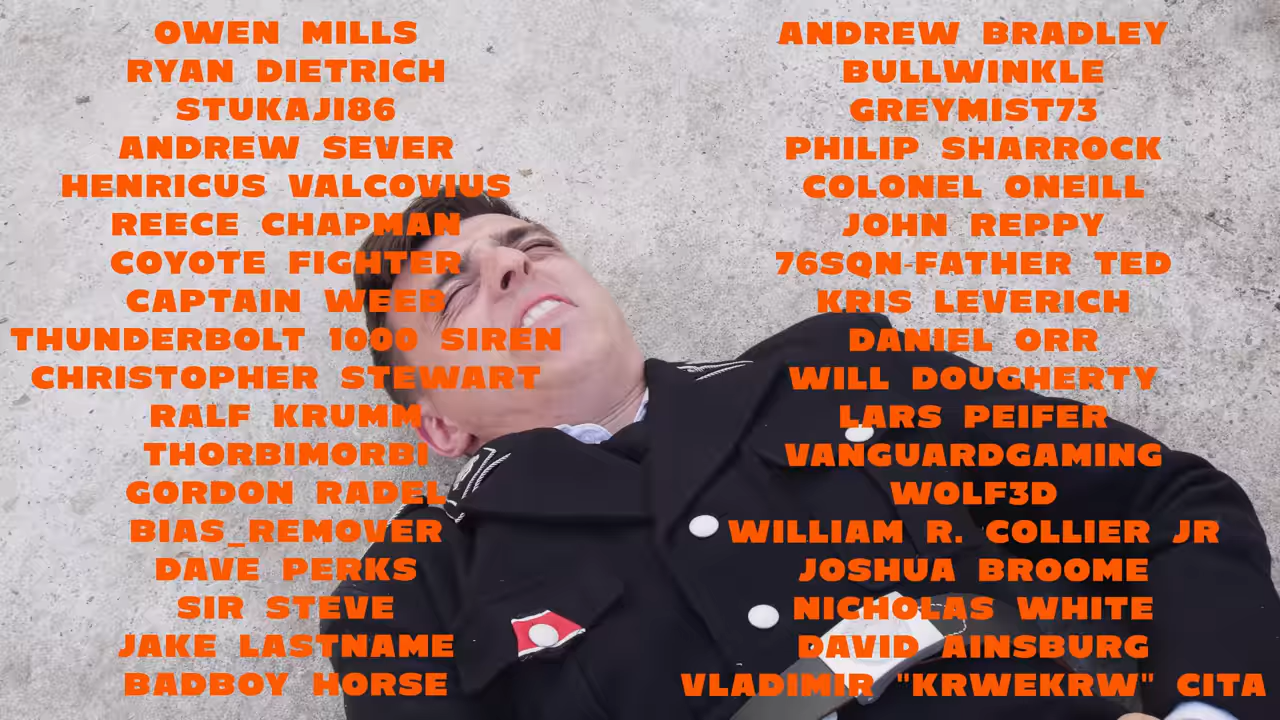 OWEN MILLS
RYAN DIETRICH
STUKAJI86
ANDREW SEVER
HENRICUS VALCOVIUS
REECE CHAPMAN
COYOTE FIGHTER
CAPTAIN WEEB
THUNDERBOLT 1000 SIREN
CHRISTOPHER STEWART
RALF KRUMM
THORBIMORBI
GORDON RADEL
BIAS_REMOVER
DAVE PERKS
SIR STEVE
JAKE LASTNAME
BADBOY HORSE
ANDREW BRADLEY
BULLWINKLE
GREYMIST73
PHILIP SHARROCK
COLONEL ONEILL
JOHN REPPY
76SQN-FATHER TED
KRIS LEVERICH
DANIEL ORR
WILL DOUGHERTY
LARS PEIFER
VANGUARDGAMING
WOLF3D
WILLIAM R. COLLIER JR
JOSHUA BROOME
NICHOLAS WHITE
DAVID AINSBURG
VLADIMIR "KRWEKRW" CITA